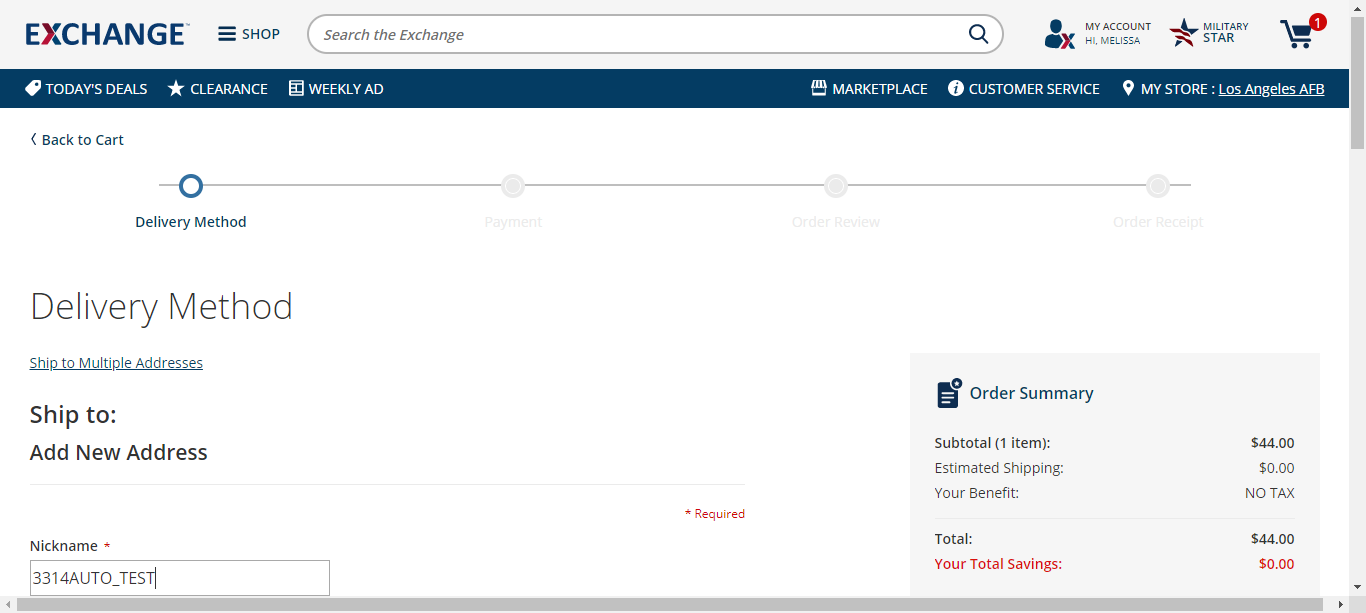 EXCHANGE
SHOP
Search the Exchange
MY ACCOUNT
HI, MELISSA
MILITARY
STAR
1
TODAY'S DEALS
CLEARANCE
WEEKLY AD
MARKETPLACE
CUSTOMER SERVICE
MY STORE : Los Angeles AFB
Back to Cart
Delivery Method
Payment
Order Review
Order Receipt
Delivery Method
Ship to Multiple Addresses
Ship to:
Add New Address
* Required
Nickname *
3314AUTO_TEST
Order Summary
Subtotal (1 item): $44.00
Estimated Shipping: $0.00
Your Benefit: NO TAX
Total: $44.00
Your Total Savings: $0.00